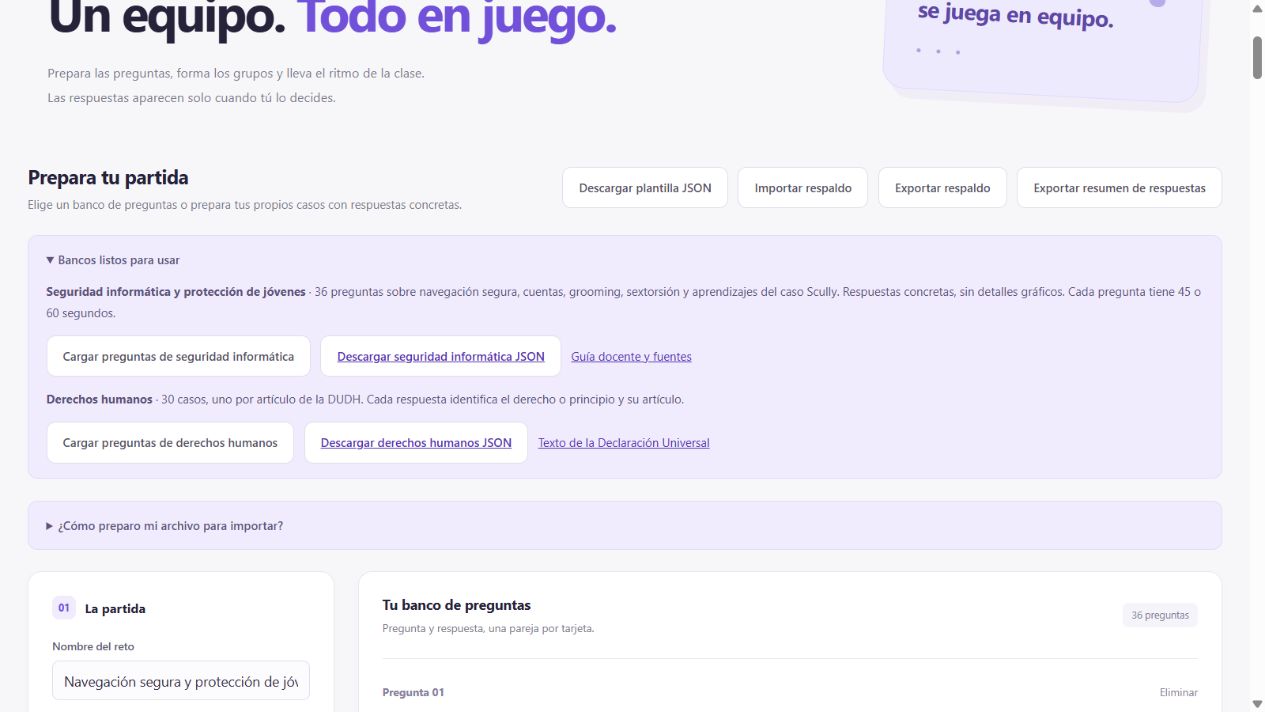 Un equipo. Todo en juego.
se juega en equipo.
Prepara las preguntas, forma los grupos y lleva el ritmo de la clase.
Las respuestas aparecen solo cuando tú lo decides.
Prepara tu partida
Elige un banco de preguntas o prepara tus propios casos con respuestas concretas.
Descargar plantilla JSON
Importar respaldo
Exportar respaldo
Exportar resumen de respuestas
▼ Bancos listos para usar
Seguridad informática y protección de jóvenes · 36 preguntas sobre navegación segura, cuentas, grooming, sextorsión y aprendizajes del caso Scully. Respuestas concretas, sin detalles gráficos. Cada pregunta tiene 45 o
60 segundos.
Cargar preguntas de seguridad informática
Descargar seguridad informática JSON
Guía docente y fuentes
Derechos humanos · 30 casos, uno por artículo de la DUDH. Cada respuesta identifica el derecho o principio y su artículo.
Cargar preguntas de derechos humanos
Descargar derechos humanos JSON
Texto de la Declaración Universal
▶ ¿Cómo preparo mi archivo para importar?
01 La partida
Nombre del reto
Navegación segura y protección de jóv
Tu banco de preguntas
Pregunta y respuesta, una pareja por tarjeta.
36 preguntas
Pregunta 01
Eliminar